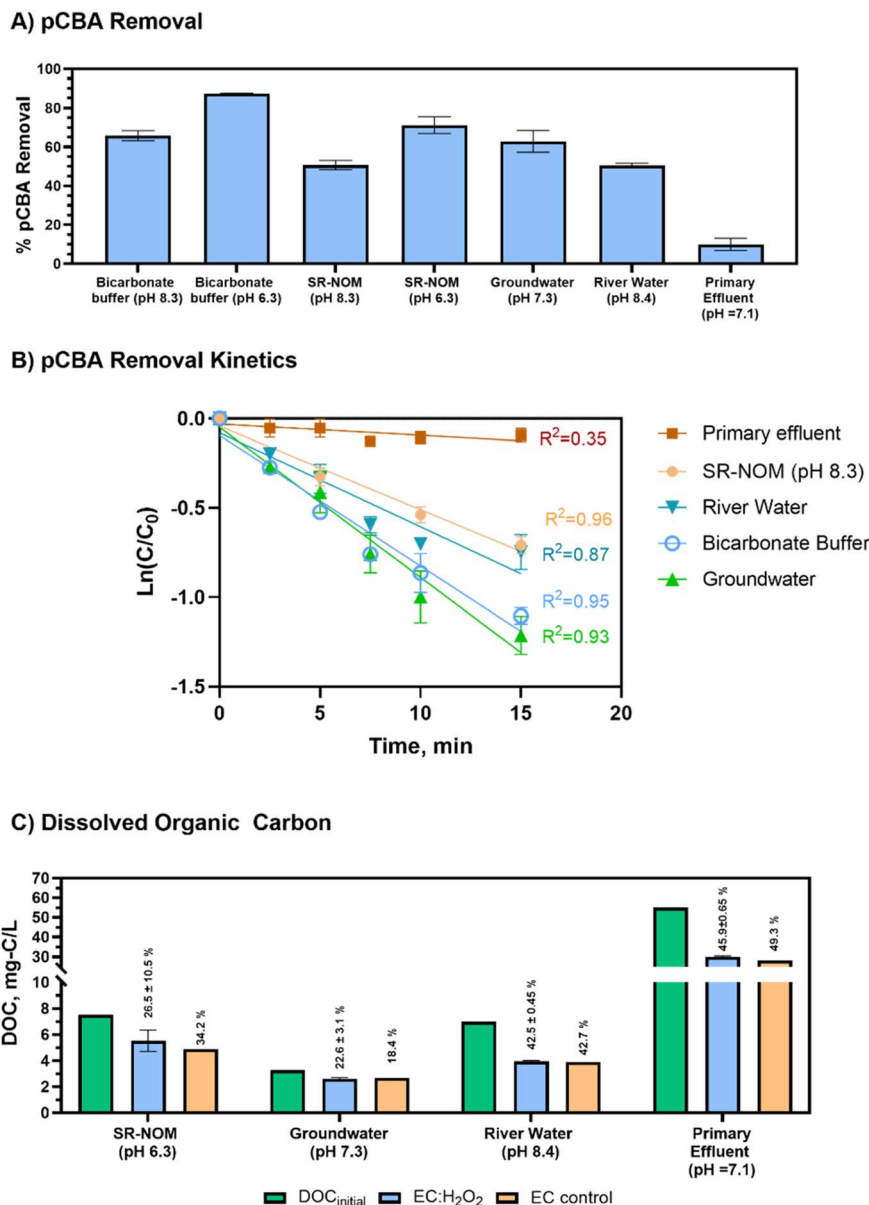 A) pCBA Removal
100
80
60
40
20
0
% pCBA Removal
Bicarbonate
buffer (pH 8.3)
Bicarbonate
buffer (pH 6.3)
SR-NOM
(pH 8.3)
SR-NOM
(pH 6.3)
Groundwater
(pH 7.3)
River Water
(pH 8.4)
Primary
Effluent
(pH =7.1)
B) pCBA Removal Kinetics
0.0
-0.5
-1.0
-1.5
Ln(C/C₀)
R²=0.35
R²=0.96
R²=0.87
R²=0.95
R²=0.93
0
5
10
15
20
Time, min
Primary effluent
SR-NOM (pH 8.3)
River Water
Bicarbonate Buffer
Groundwater
C) Dissolved Organic Carbon
70
60
50
40
30
10
8
6
4
2
0
DOC, mg-C/L
26.5 ± 10.5 %
34.2 %
22.6 ± 3.1 %
18.4 %
42.5 ± 0.45 %
42.7 %
45.9±0.65 %
49.3 %
SR-NOM
(pH 6.3)
Groundwater
(pH 7.3)
River Water
(pH 8.4)
Primary
Effluent
(pH =7.1)
DOCinitial
EC:H₂O₂
EC control